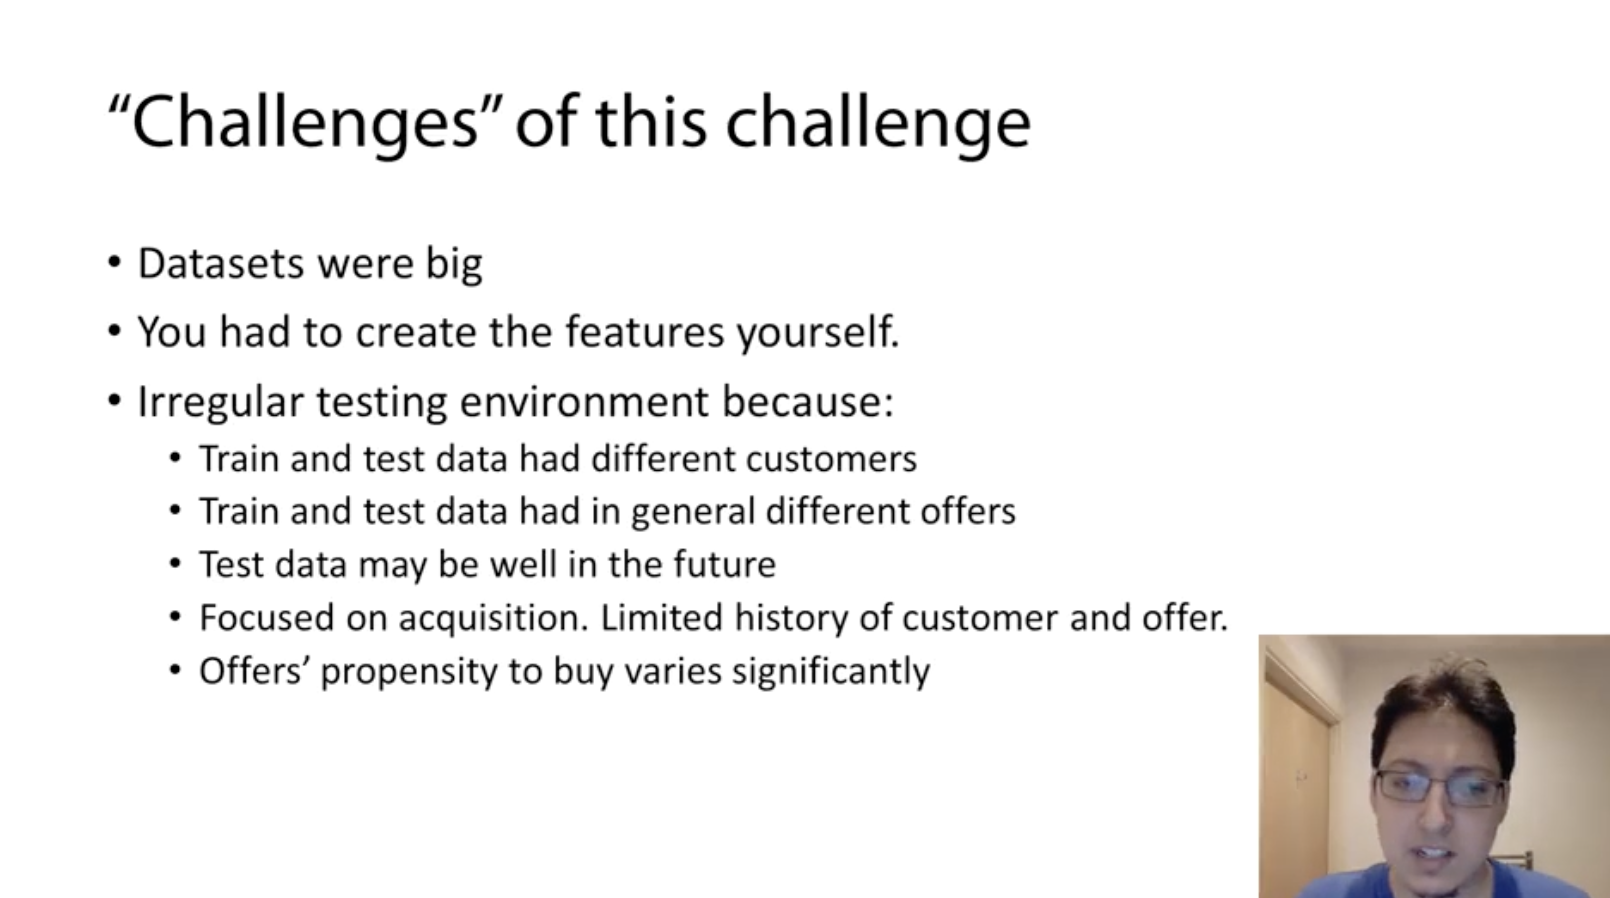 “Challenges” of this challenge
• Datasets were big
• You had to create the features yourself.
• Irregular testing environment because:
• Train and test data had different customers
• Train and test data had in general different offers
• Test data may be well in the future
• Focused on acquisition. Limited history of customer and offer.
• Offers’ propensity to buy varies significantly